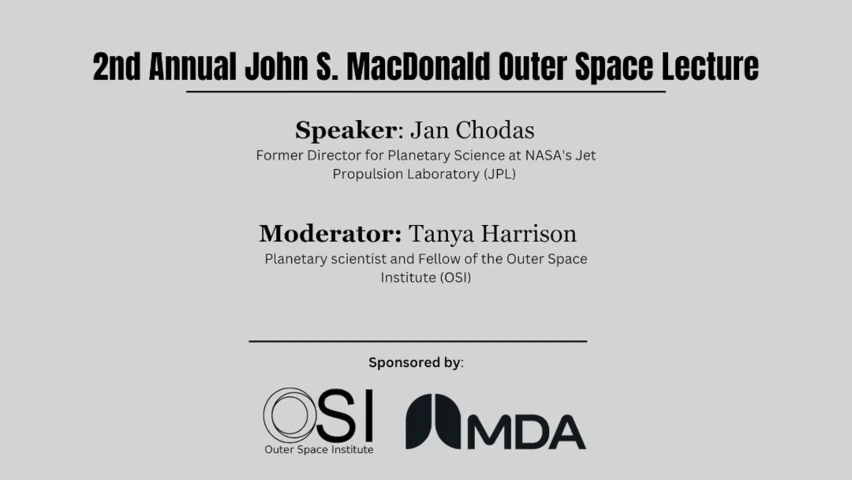 2nd Annual John S. MacDonald Outer Space Lecture
Speaker: Jan Chodas
Former Director for Planetary Science at NASA's Jet
Propulsion Laboratory (JPL)
Moderator: Tanya Harrison
Planetary scientist and Fellow of the Outer Space
Institute (OSI)
Sponsored by:
OSI
Outer Space Institute
MDA